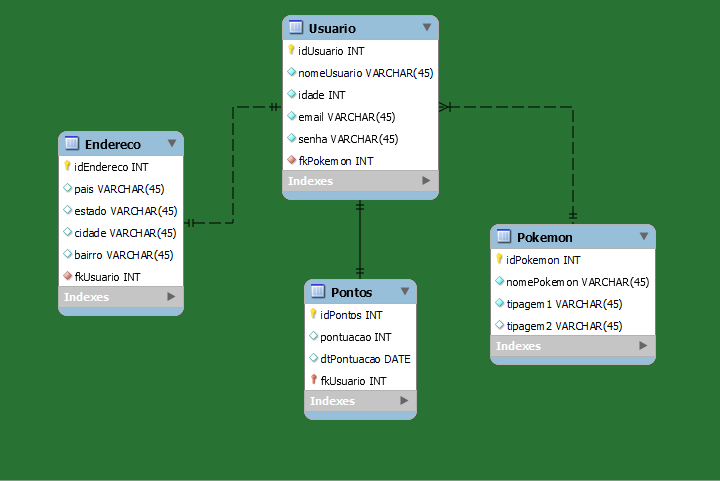 Usuario
idUsuario INT
nomeUsuario VARCHAR(45)
idade INT
email VARCHAR(45)
senha VARCHAR(45)
fkPokemon INT
Indexes
Endereco
idEndereco INT
pais VARCHAR(45)
estado VARCHAR(45)
cidade VARCHAR(45)
bairro VARCHAR(45)
fkUsuario INT
Indexes
Pontos
idPontos INT
pontuacao INT
dtPontuacao DATE
fkUsuario INT
Indexes
Pokemon
idPokemon INT
nomePokemon VARCHAR(45)
tipagem1 VARCHAR(45)
tipagem2 VARCHAR(45)
Indexes